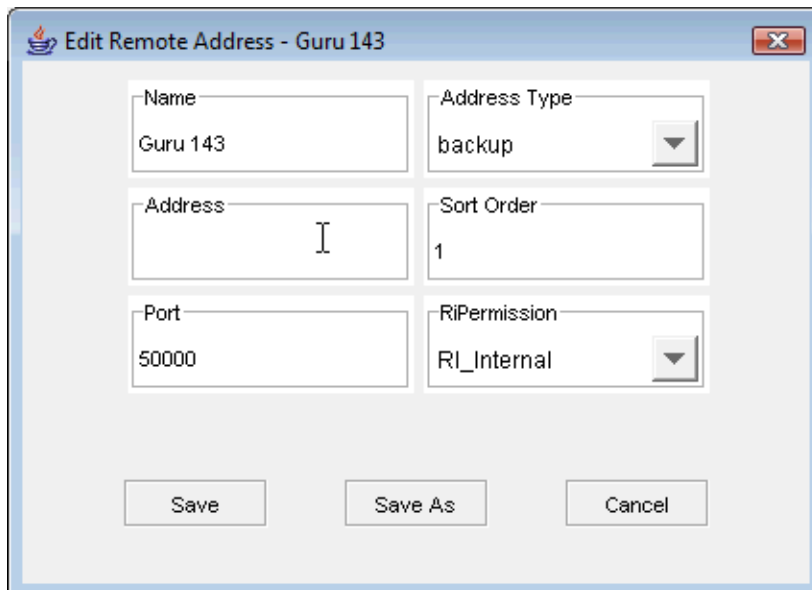 Edit Remote Address - Guru 143
Name
Guru 143
Address Type
backup
Address
Sort Order
1
Port
50000
RiPermission
RI_Internal
Save
Save As
Cancel